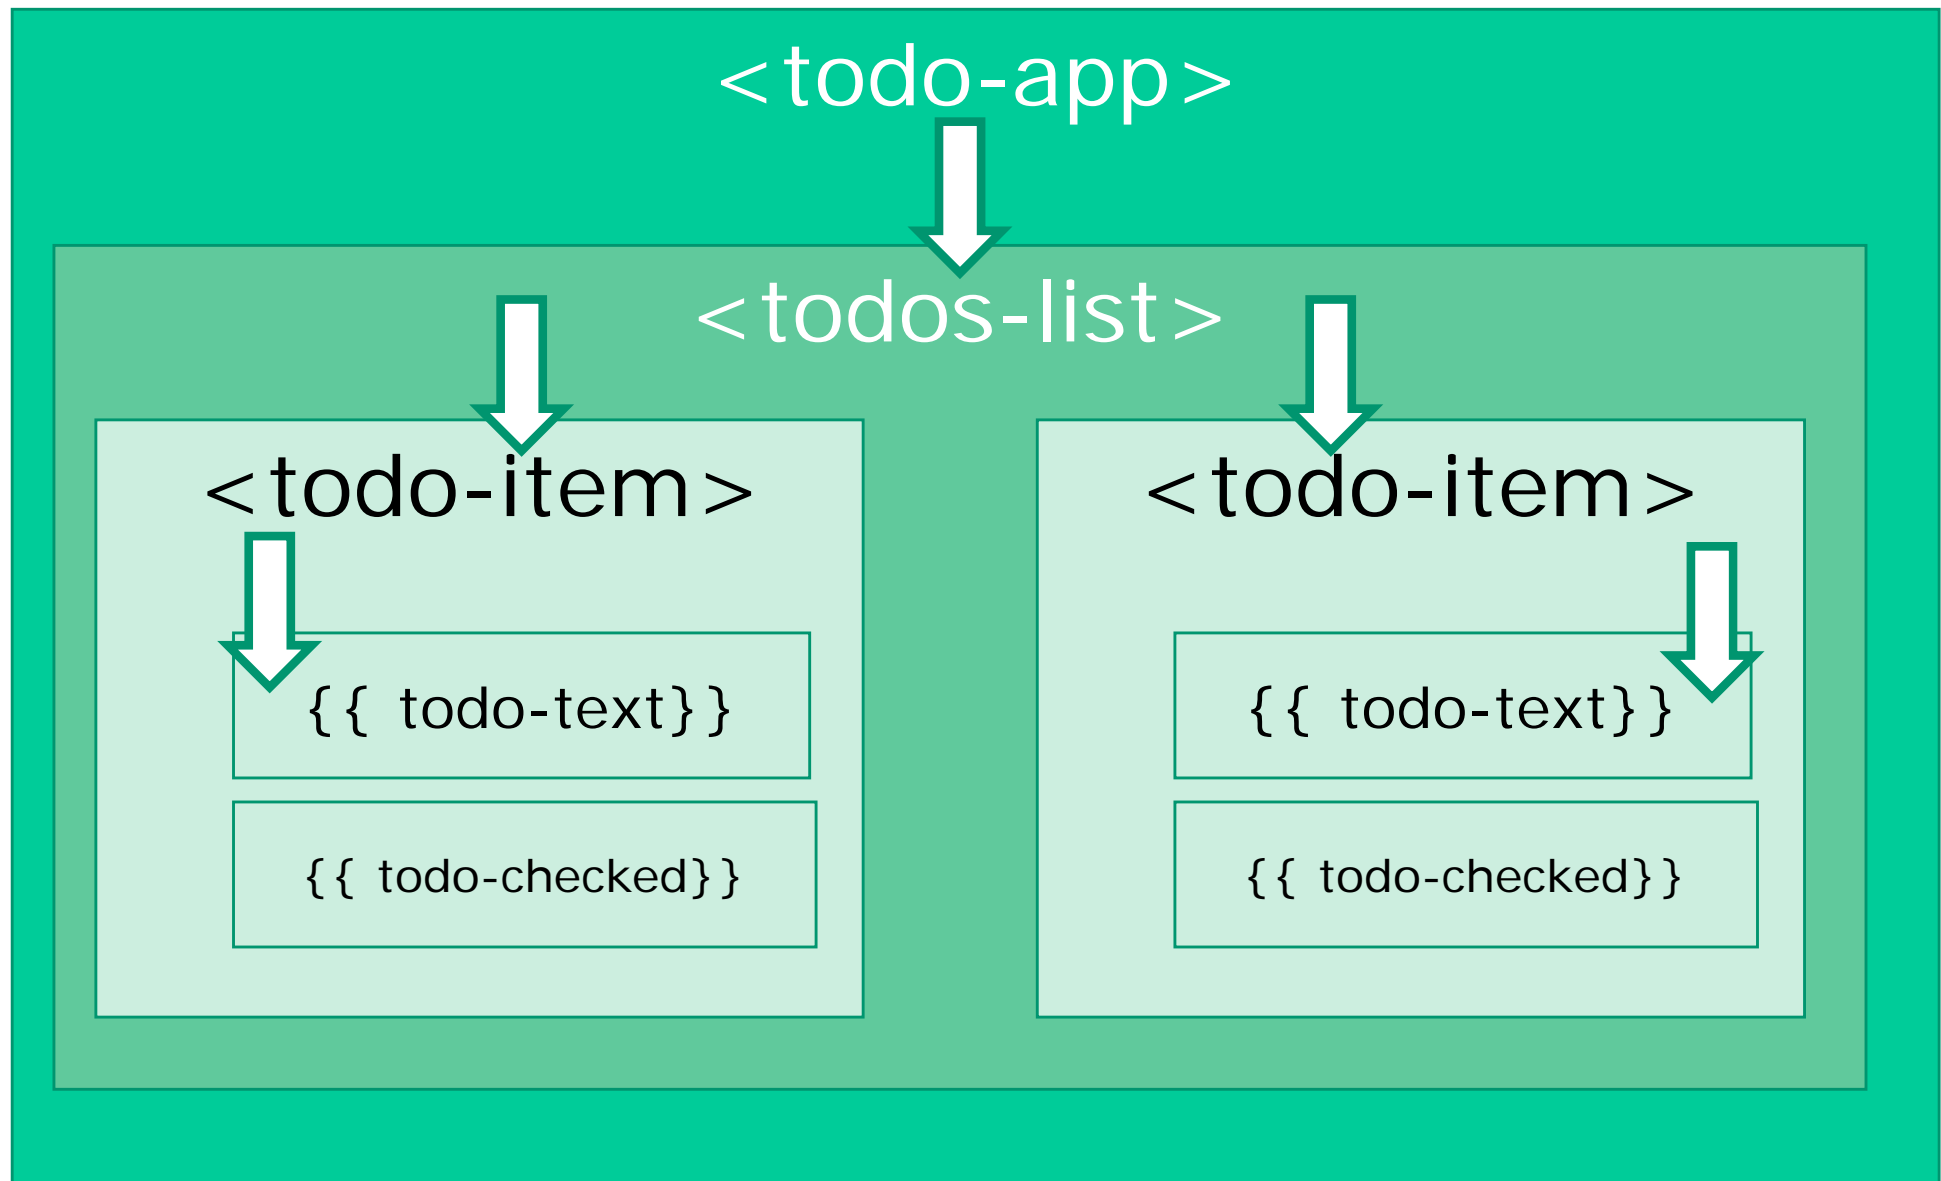 <todo-app>
<todos-list>
<todo-item>
{{ todo-text}}
{{ todo-checked}}
<todo-item>
{{ todo-text}}
{{ todo-checked}}